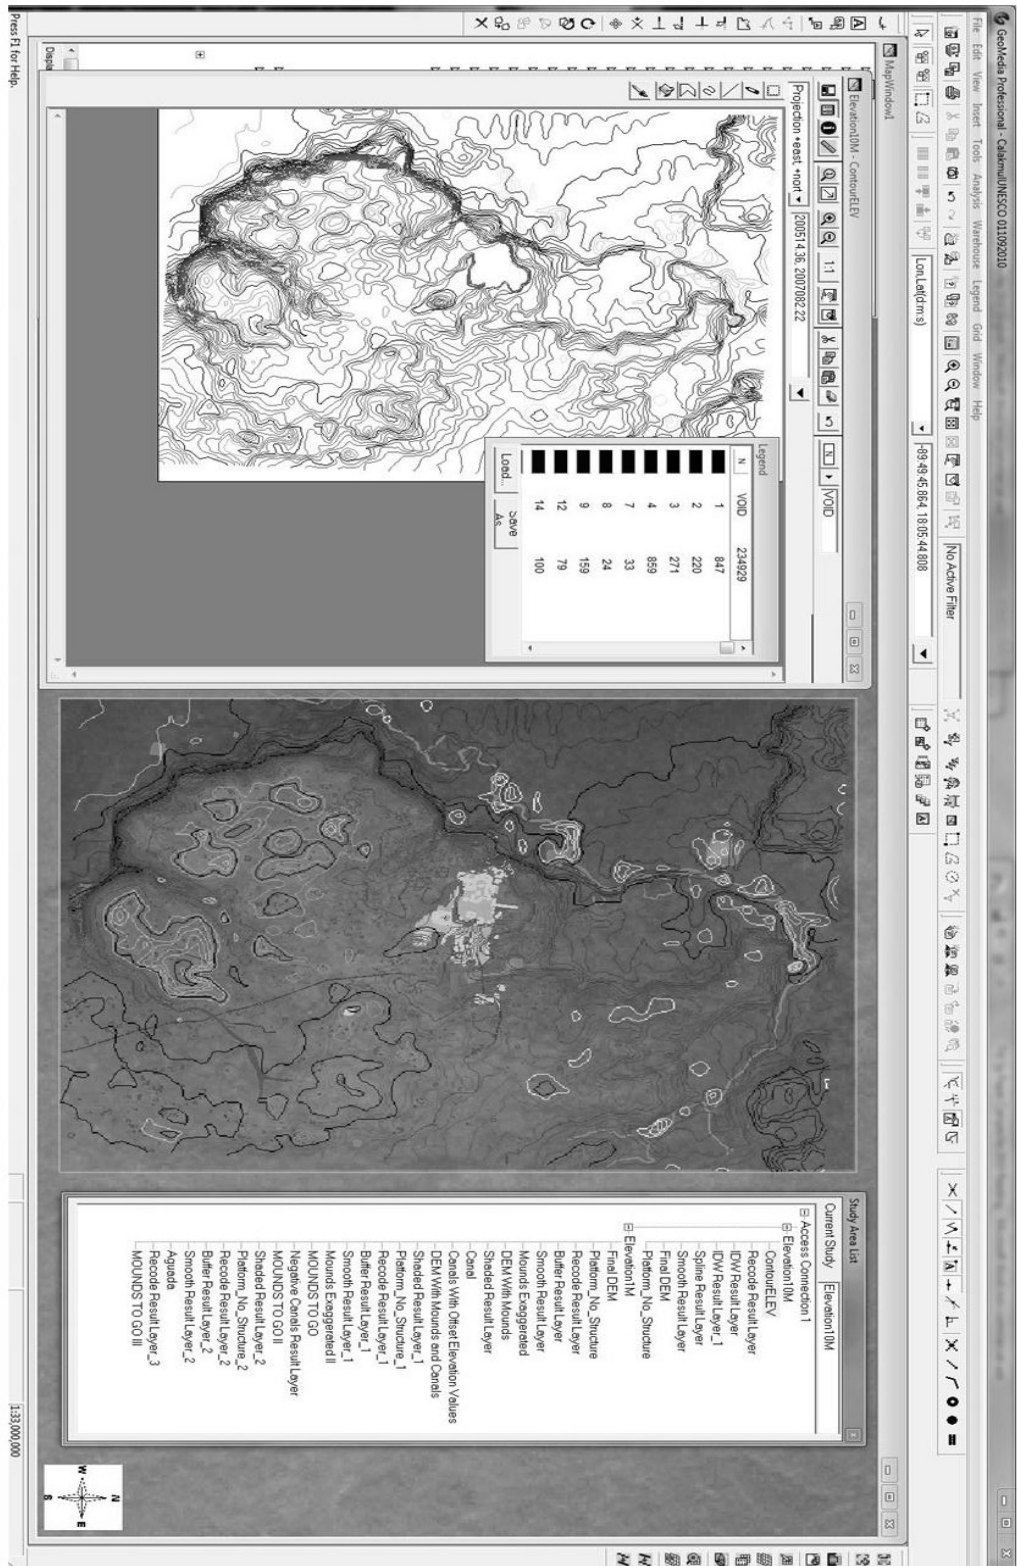 GeoMedia Professional - CalakmulUNESCO 011092010
File Edit View Insert Tools Analysis Warehouse Legend Grid Window Help
No Active Filter
Lon,Lat(d:m:s)
-89:49:45.864, 18:05:44.808
MapWindow1
Elevation10M - ContourELEV
1:1
N
VOID
Projection +east, +nort
200514.36, 2007082.22
Legend
N VOID 234929
1 847
2 220
3 271
4 859
7 33
8 24
9 159
12 79
14 100
Load...
Save As
Displa
Study Area List
Current Study: Elevation10M
Access Connection 1
Elevation10M
ContourELEV
Recode Result Layer
IDW Result Layer
IDW Result Layer_1
Spline Result Layer
Smooth Result Layer
Final DEM
Platform_No_Structure
Elevation1M
Final DEM
Platform_No_Structure
Recode Result Layer
Buffer Result Layer
Smooth Result Layer
Mounds Exaggerated
DEM With Mounds
Shaded Result Layer
Canal
Canals With Offset Elevation Values
DEM With Mounds and Canals
Shaded Result Layer_1
Platform_No_Structure_1
Recode Result Layer_1
Buffer Result Layer_1
Smooth Result Layer_1
Mounds Exaggerated II
MOUNDS TO GO
Negative Canals Result Layer
MOUNDS TO GO II
Shaded Result Layer_2
Platform_No_Structure_2
Recode Result Layer_2
Buffer Result Layer_2
Smooth Result Layer_2
Aguada
Recode Result Layer_3
MOUNDS TO GO III
N
W
E
S
Press F1 for Help.
1:33,000,000